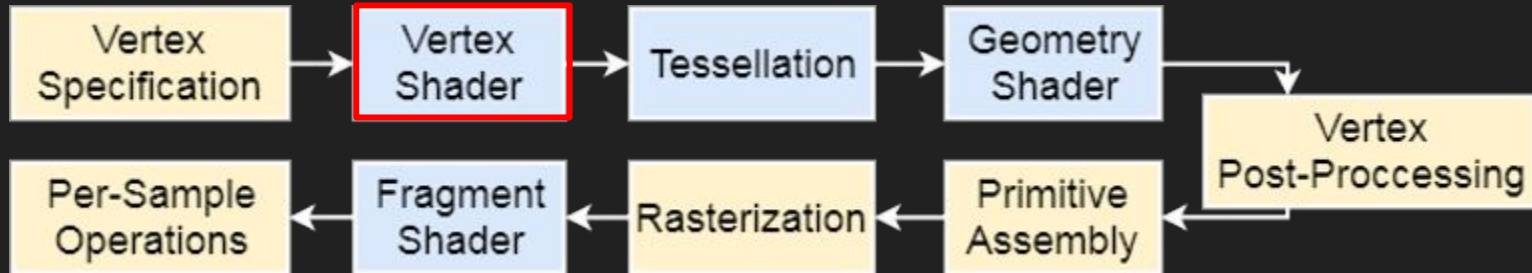 Vertex
Specification
Vertex
Shader
Tessellation
Geometry
Shader
Vertex
Post-Proccessing
Primitive
Assembly
Rasterization
Fragment
Shader
Per-Sample
Operations